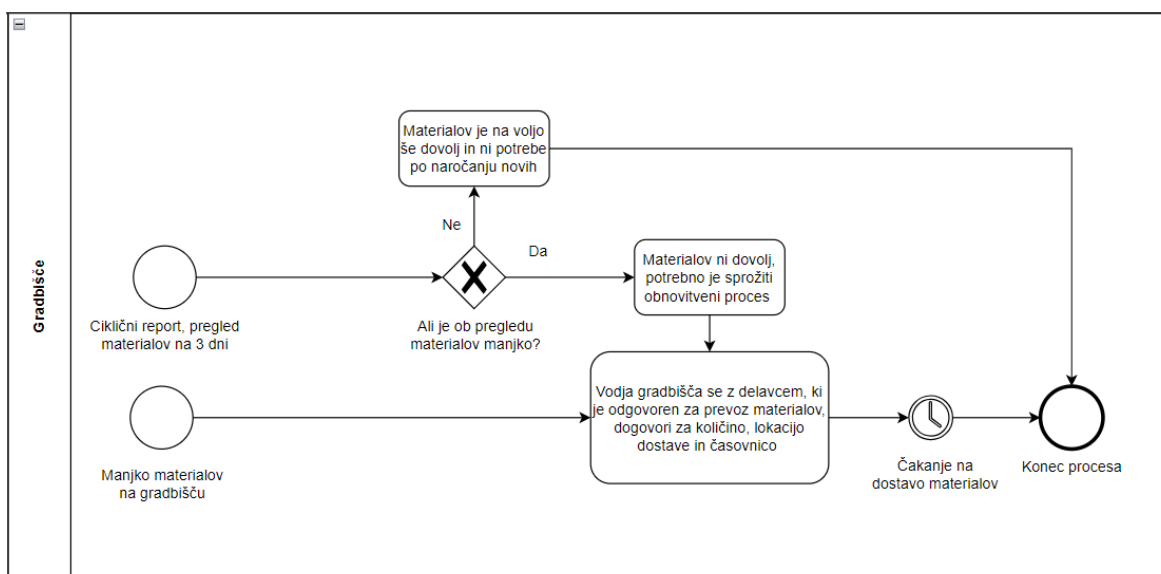 Gradbišče
Materialov je na voljo
še dovolj in ni potrebe
po naročanju novih
Ne
Da
Materialov ni dovolj,
potrebno je sprožiti
obnovitveni proces
Ciklični report, pregled
materialov na 3 dni
Ali je ob pregledu
materialov manjko?
Vodja gradbišča se z delavcem, ki
je odgovoren za prevoz materialov,
dogovori za količino, lokacijo
dostave in časovnico
Manjko materialov
na gradbišču
Čakanje na
dostavo materialov
Konec procesa